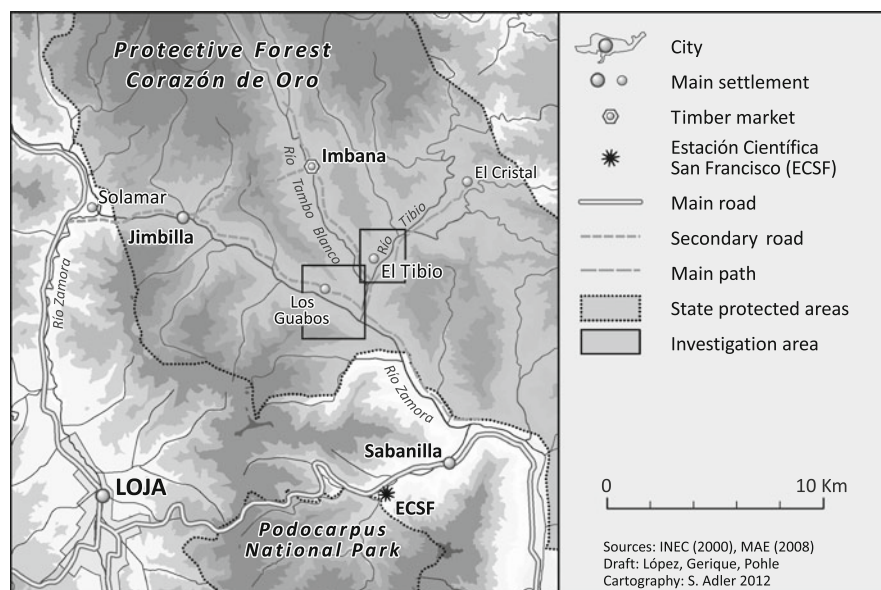 Protective Forest
Corazón de Oro
Imbana
El Cristal
Solamar
Jimbilla
Río Tambo Blanco
Río Tibio
El Tibio
Los
Guabos
Río Zamora
Río Zamora
Sabanilla
LOJA
ECSF
Podocarpus
National Park
City
Main settlement
Timber market
Estación Científica
San Francisco (ECSF)
Main road
Secondary road
Main path
State protected areas
Investigation area
0 10 Km
Sources: INEC (2000), MAE (2008)
Draft: López, Gerique, Pohle
Cartography: S. Adler 2012